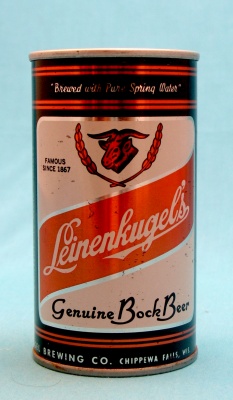 "Brewed with Pure Spring Water"
FAMOUS
SINCE 1867
Leinenkugel's
Genuine Bock Beer
BREWING CO. CHIPPEWA FALLS, WIS.